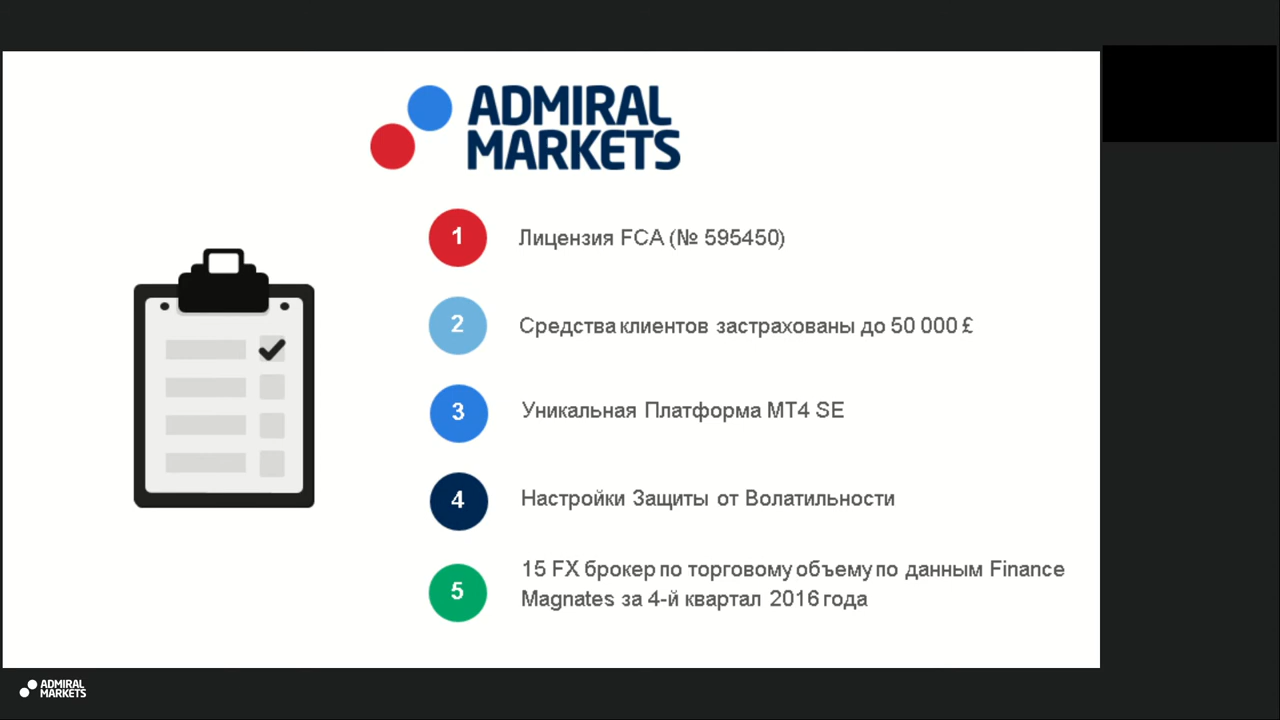 ADMIRAL
MARKETS
1
Лицензия FCA (№ 595450)
2
Средства клиентов застрахованы до 50 000 £
3
Уникальная Платформа MT4 SE
4
Настройки Защиты от Волатильности
5
15 FX брокер по торговому объему по данным Finance
Magnates за 4-й квартал 2016 года
ADMIRAL
MARKETS